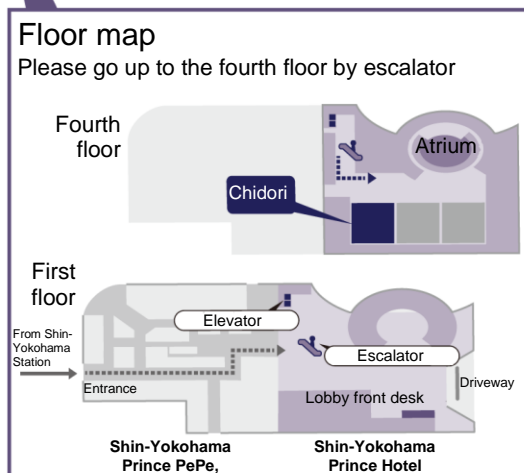 Floor map
Please go up to the fourth floor by escalator
Fourth
floor
Atrium
Chidori
First
floor
Elevator
From Shin-
Yokohama
Station
Escalator
Entrance
Driveway
Lobby front desk
Shin-Yokohama
Prince PePe,
Shin-Yokohama
Prince Hotel